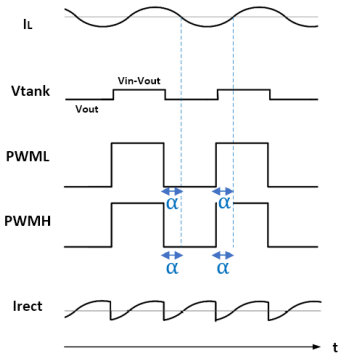 IL
Vin-Vout
Vtank
Vout
PWML
α α
PWMH
α α
Irect
t